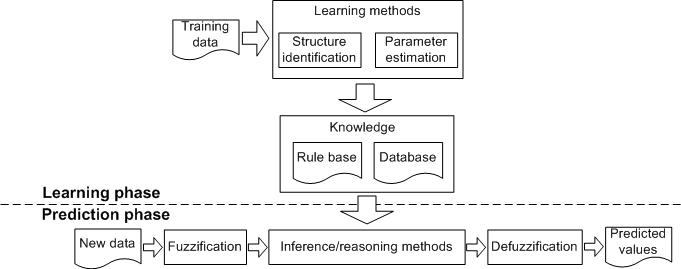 Learning methods
Training
data
Structure
identification
Parameter
estimation
Knowledge
Rule base
Database
Learning phase
Prediction phase
New data
Fuzzification
Inference/reasoning methods
Defuzzification
Predicted
values